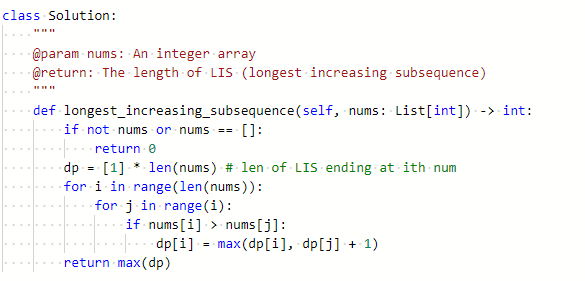 class Solution:
    """
    @param nums: An integer array
    @return: The length of LIS (longest increasing subsequence)
    """
    def longest_increasing_subsequence(self, nums: List[int]) -> int:
        if not nums or nums == []:
            return 0
        dp = [1] * len(nums) # len of LIS ending at ith num
        for i in range(len(nums)):
            for j in range(i):
                if nums[i] > nums[j]:
                    dp[i] = max(dp[i], dp[j] + 1)
        return max(dp)